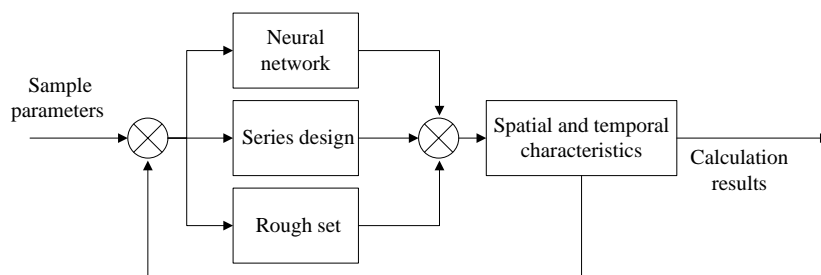 Sample
parameters
Neural
network
Series design
Rough set
Spatial and temporal
characteristics
Calculation
results